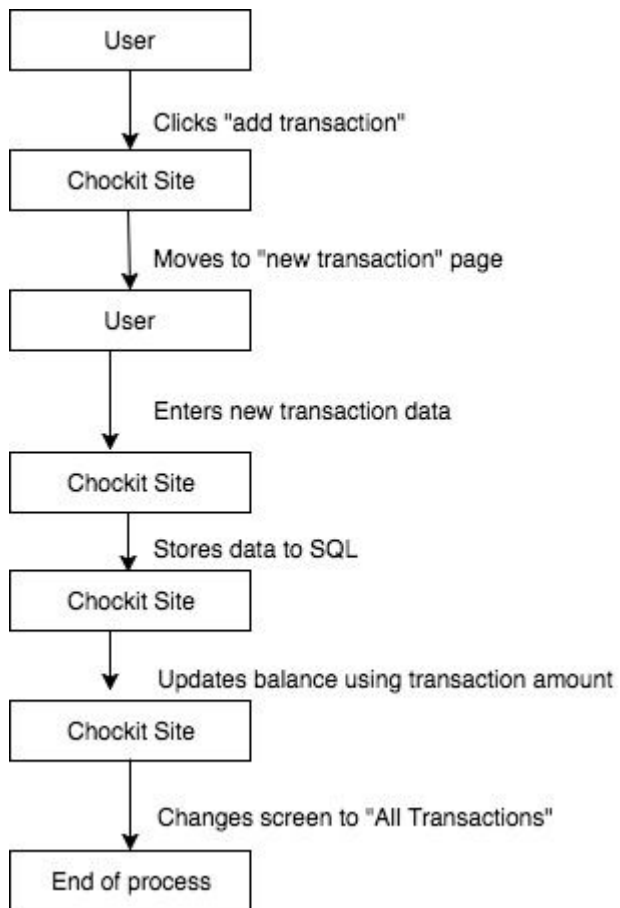 User
Clicks "add transaction"
Chockit Site
Moves to "new transaction" page
User
Enters new transaction data
Chockit Site
Stores data to SQL
Chockit Site
Updates balance using transaction amount
Chockit Site
Changes screen to "All Transactions"
End of process